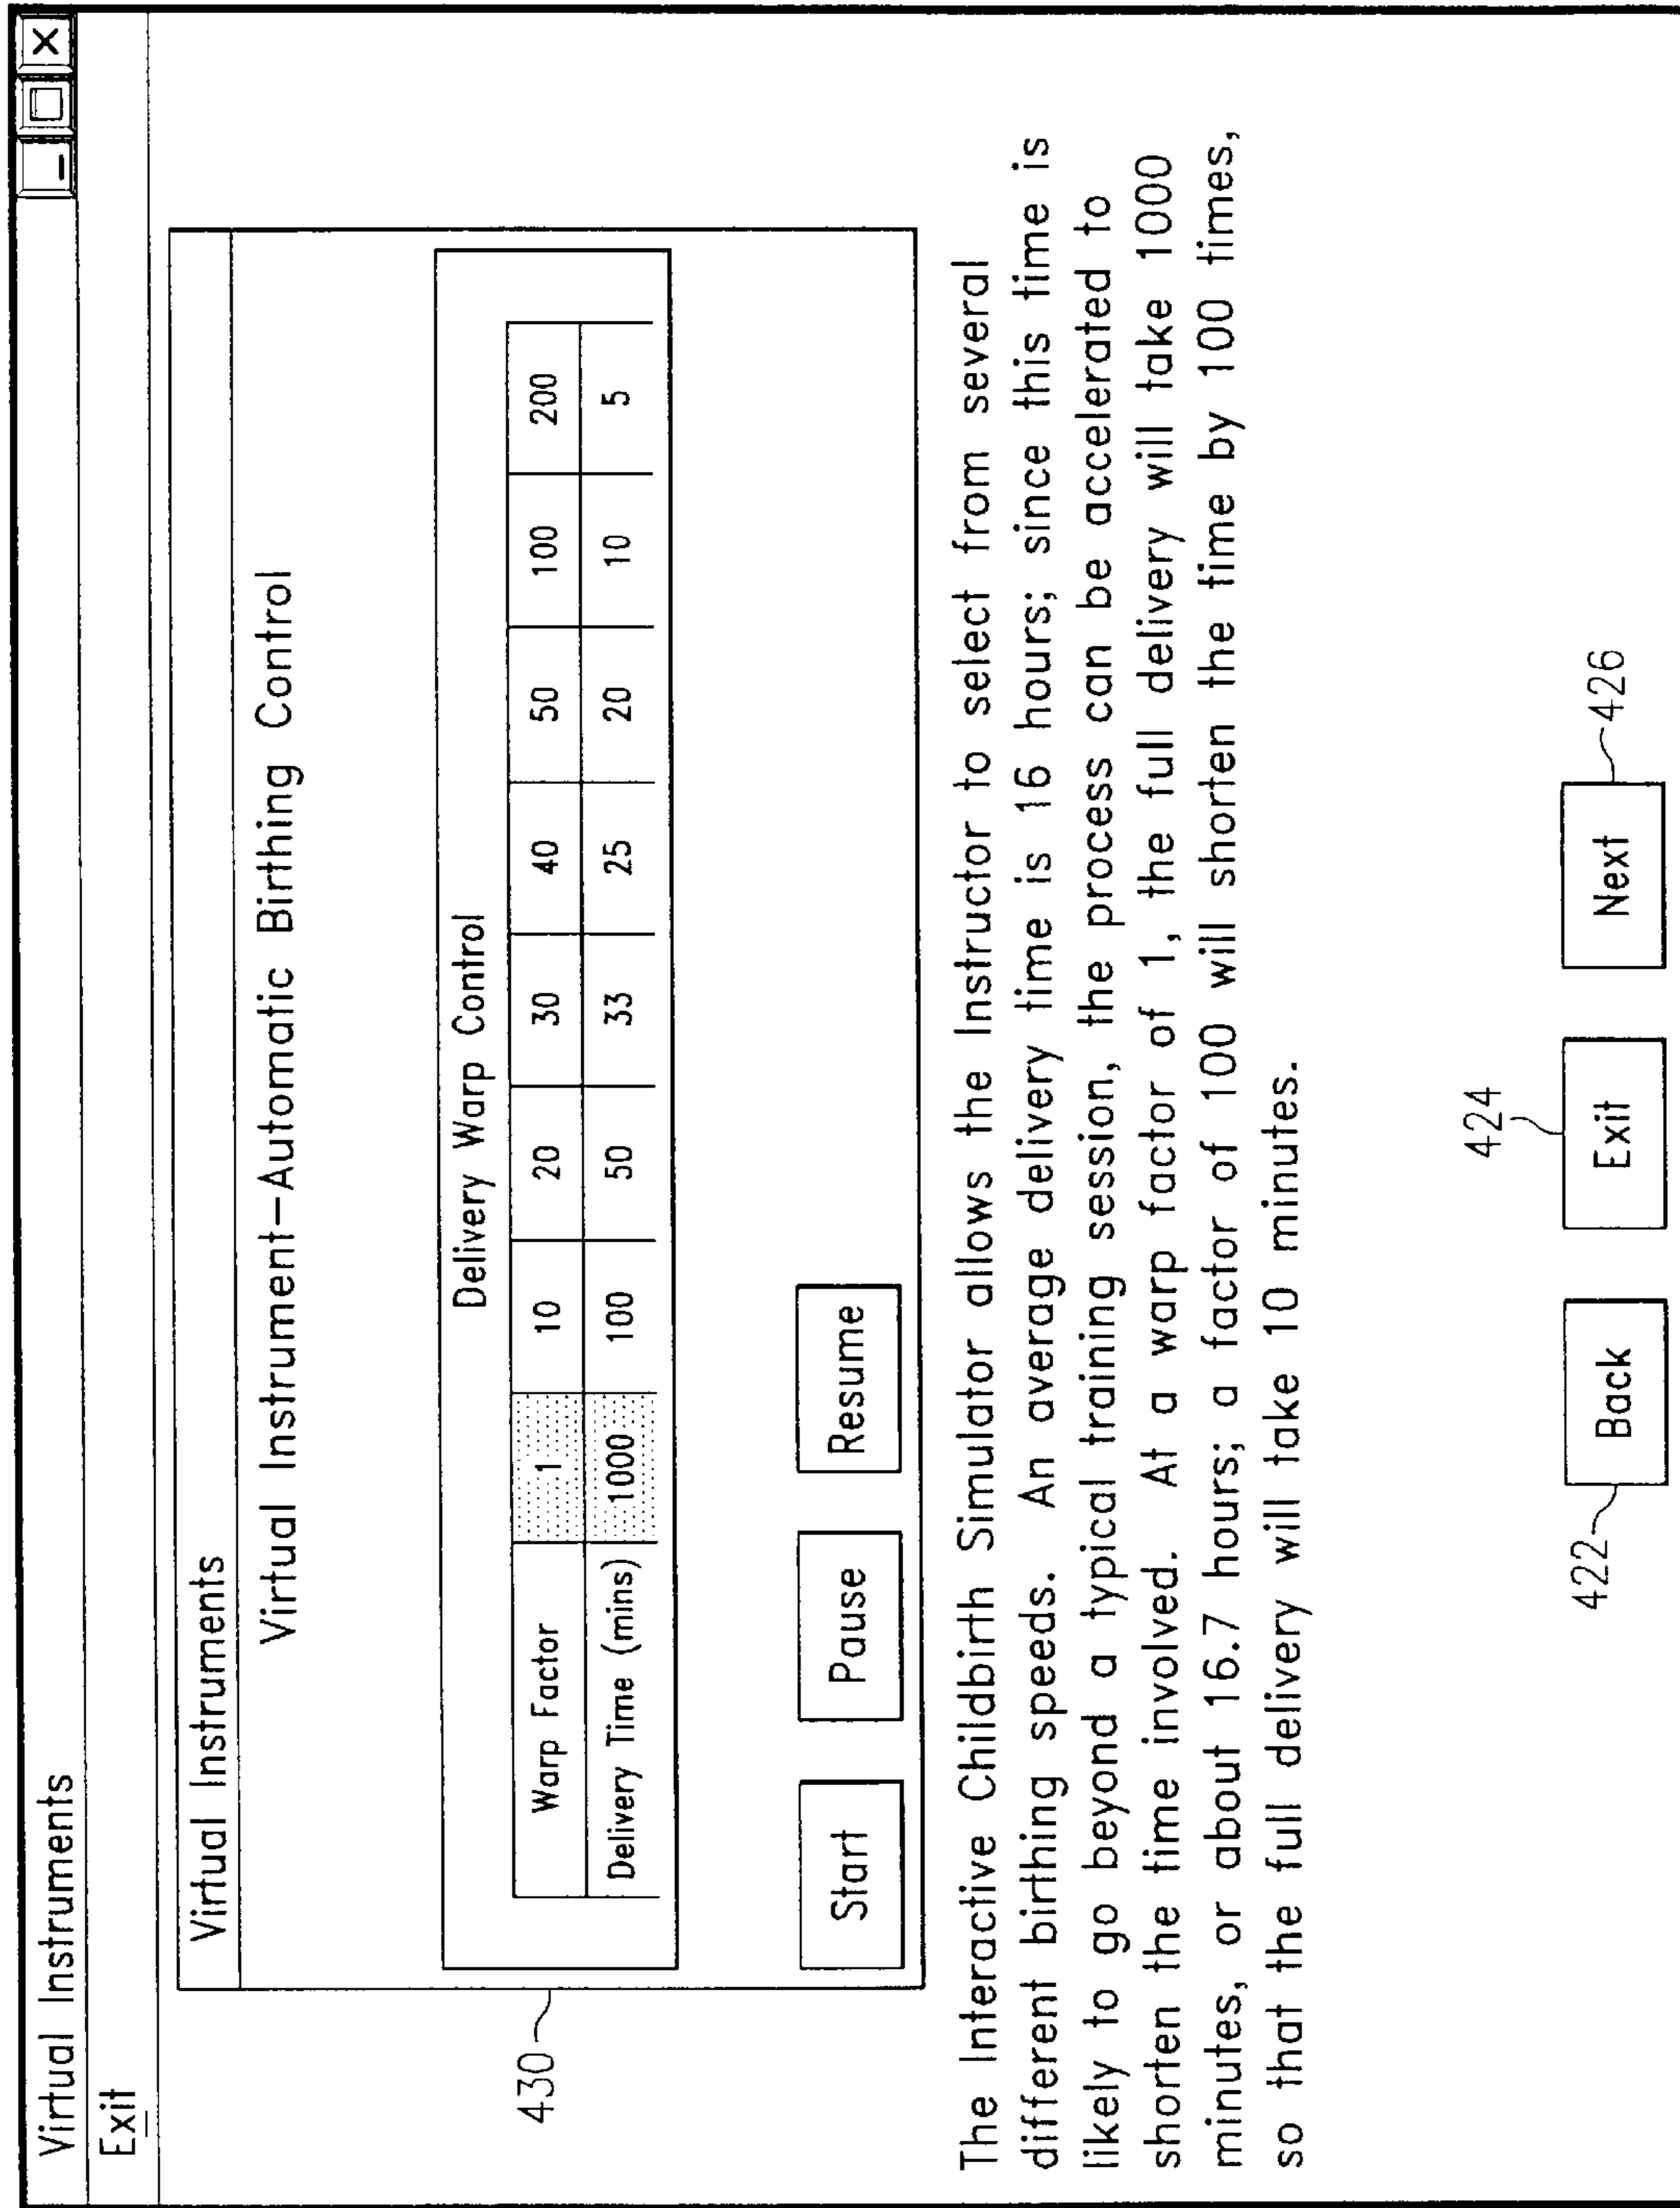 Virtual Instruments
Exit
Virtual Instruments
Virtual Instrument-Automatic Birthing Control
430
Delivery Warp Control
Warp Factor 1 10 20 30 40 50 100 200
Delivery Time (mins) 1000 100 50 33 25 20 10 5
Start Pause Resume
The Interactive Childbirth Simulator allows the Instructor to select from several
different birthing speeds. An average delivery time is 16 hours; since this time is
likely to go beyond a typical training session, the process can be accelerated to
shorten the time involved. At a warp factor of 1, the full delivery will take 1000
minutes, or about 16.7 hours; a factor of 100 will shorten the time by 100 times,
so that the full delivery will take 10 minutes.
424
422 Back Exit Next 426